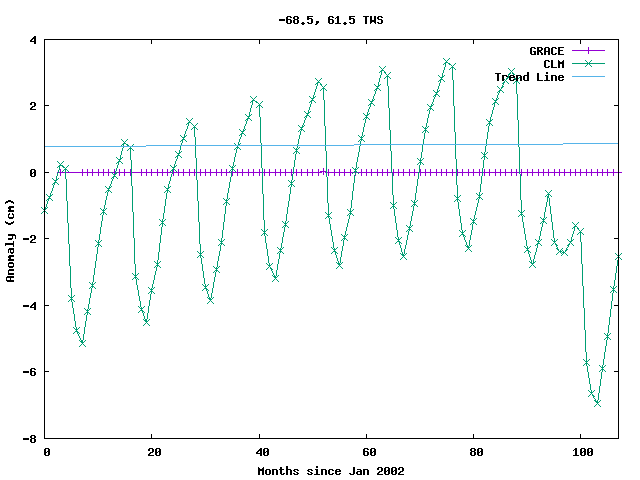 -68.5, 61.5 TWS
GRACE
CLM
Trend Line
4
2
0
-2
-4
-6
-8
Anomaly (cm)
0 20 40 60 80 100
Months since Jan 2002